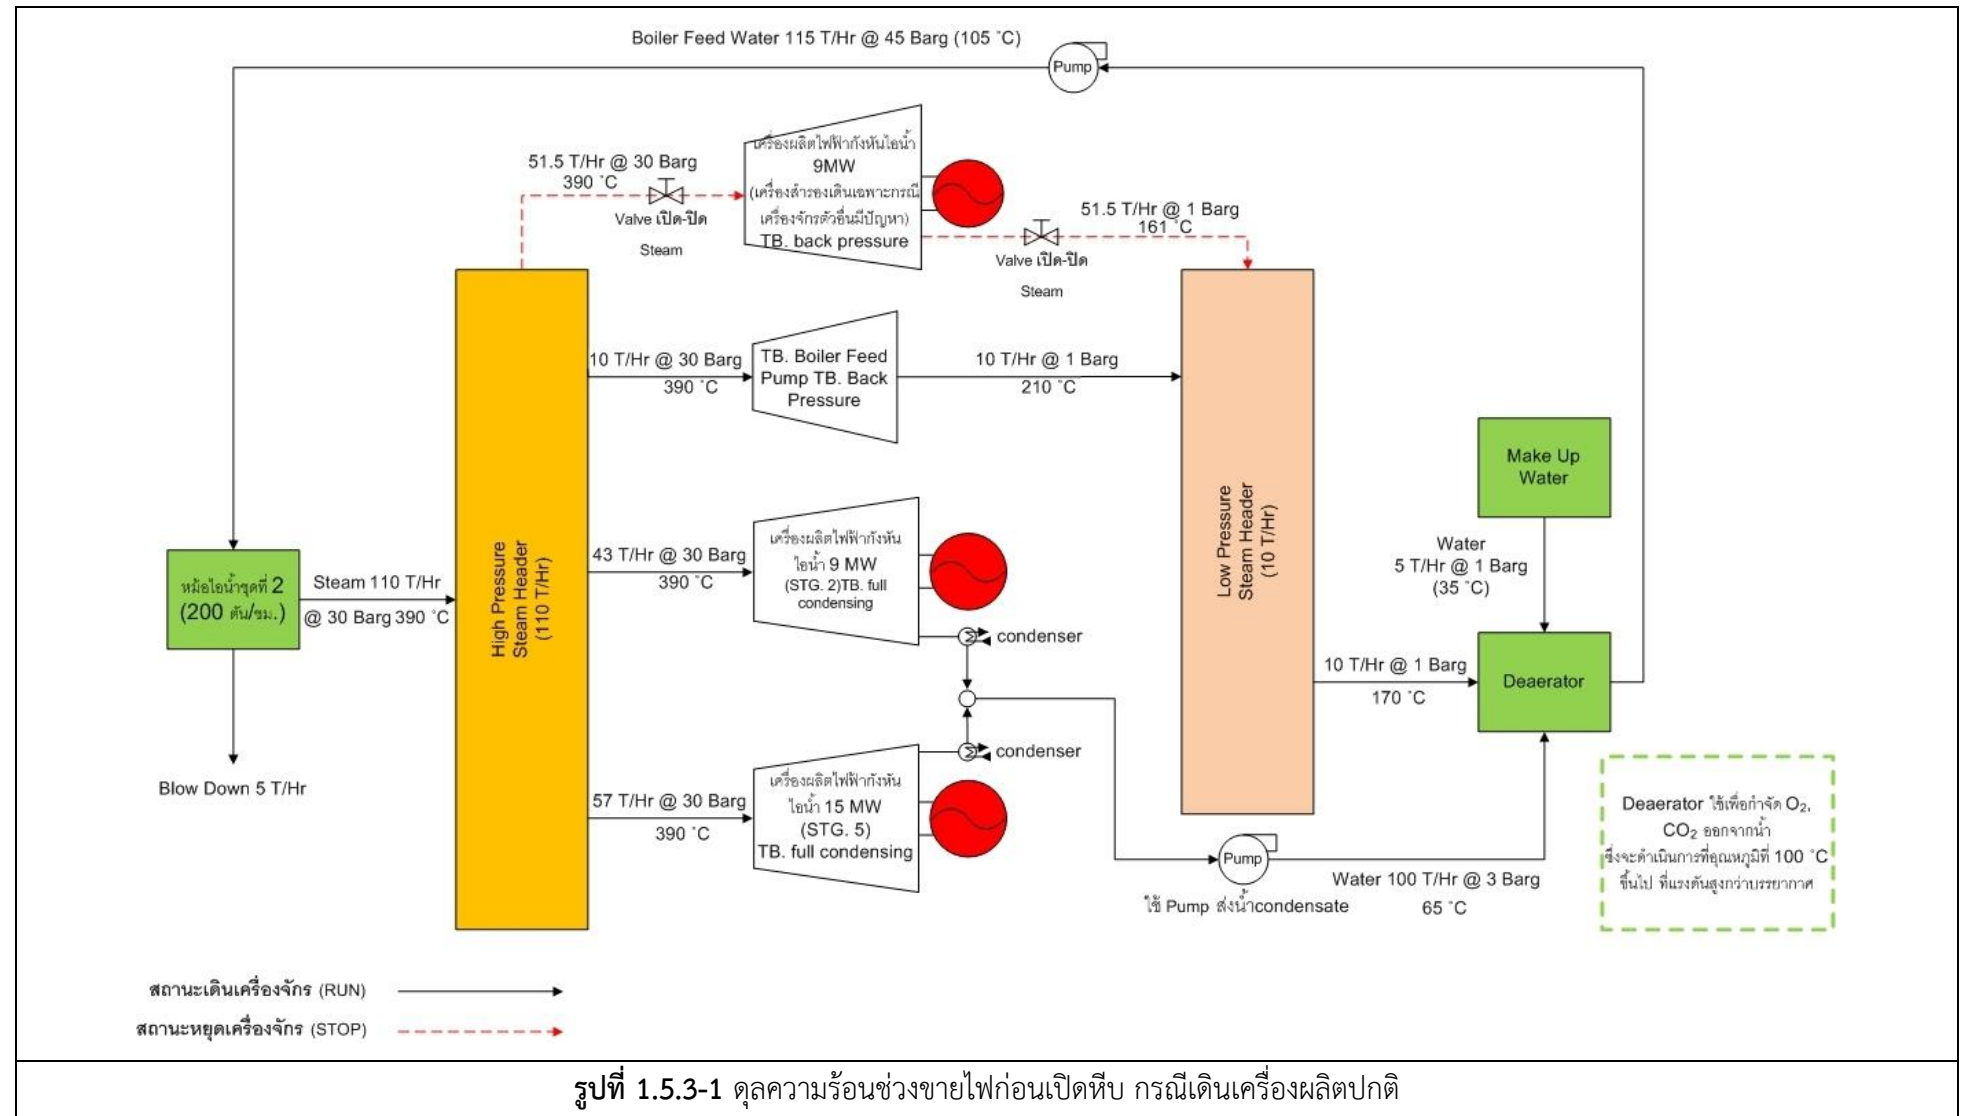 Boiler Feed Water 115 T/Hr @ 45 Barg (105 ˚C)
Pump
51.5 T/Hr @ 30 Barg
390 ˚C
Valve เปิด-ปิด
Steam
เครื่องผลิตไฟฟ้ากังหันไอน้ำ
9MW
(เครื่องสำรองเดินเฉพาะกรณี
เครื่องจักรตัวอื่นมีปัญหา)
TB. back pressure
51.5 T/Hr @ 1 Barg
161 ˚C
Valve เปิด-ปิด
Steam
10 T/Hr @ 30 Barg
390 ˚C
TB. Boiler Feed
Pump TB. Back
Pressure
10 T/Hr @ 1 Barg
210 ˚C
หม้อไอน้ำชุดที่ 2
(200 ตัน/ชม.)
Steam 110 T/Hr
@ 30 Barg 390 ˚C
Blow Down 5 T/Hr
High Pressure
Steam Header
(110 T/Hr)
43 T/Hr @ 30 Barg
390 ˚C
เครื่องผลิตไฟฟ้ากังหัน
ไอน้ำ 9 MW
(STG. 2)TB. full
condensing
condenser
57 T/Hr @ 30 Barg
390 ˚C
เครื่องผลิตไฟฟ้ากังหัน
ไอน้ำ 15 MW
(STG. 5)
TB. full condensing
condenser
Low Pressure
Steam Header
(10 T/Hr)
Make Up
Water
Water
5 T/Hr @ 1 Barg
(35 ˚C)
10 T/Hr @ 1 Barg
170 ˚C
Deaerator
Pump
ใช้ Pump ส่งน้ำcondensate
Water 100 T/Hr @ 3 Barg
65 ˚C
Deaerator ใช้เพื่อกำจัด O₂,
CO₂ ออกจากน้ำ
ซึ่งจะดำเนินการที่อุณหภูมิที่ 100 ˚C
ขึ้นไป ที่แรงดันสูงกว่าบรรยากาศ
สถานะเดินเครื่องจักร (RUN)
สถานะหยุดเครื่องจักร (STOP)
รูปที่ 1.5.3-1 ดุลความร้อนช่วงขายไฟก่อนเปิดหีบ กรณีเดินเครื่องผลิตปกติ